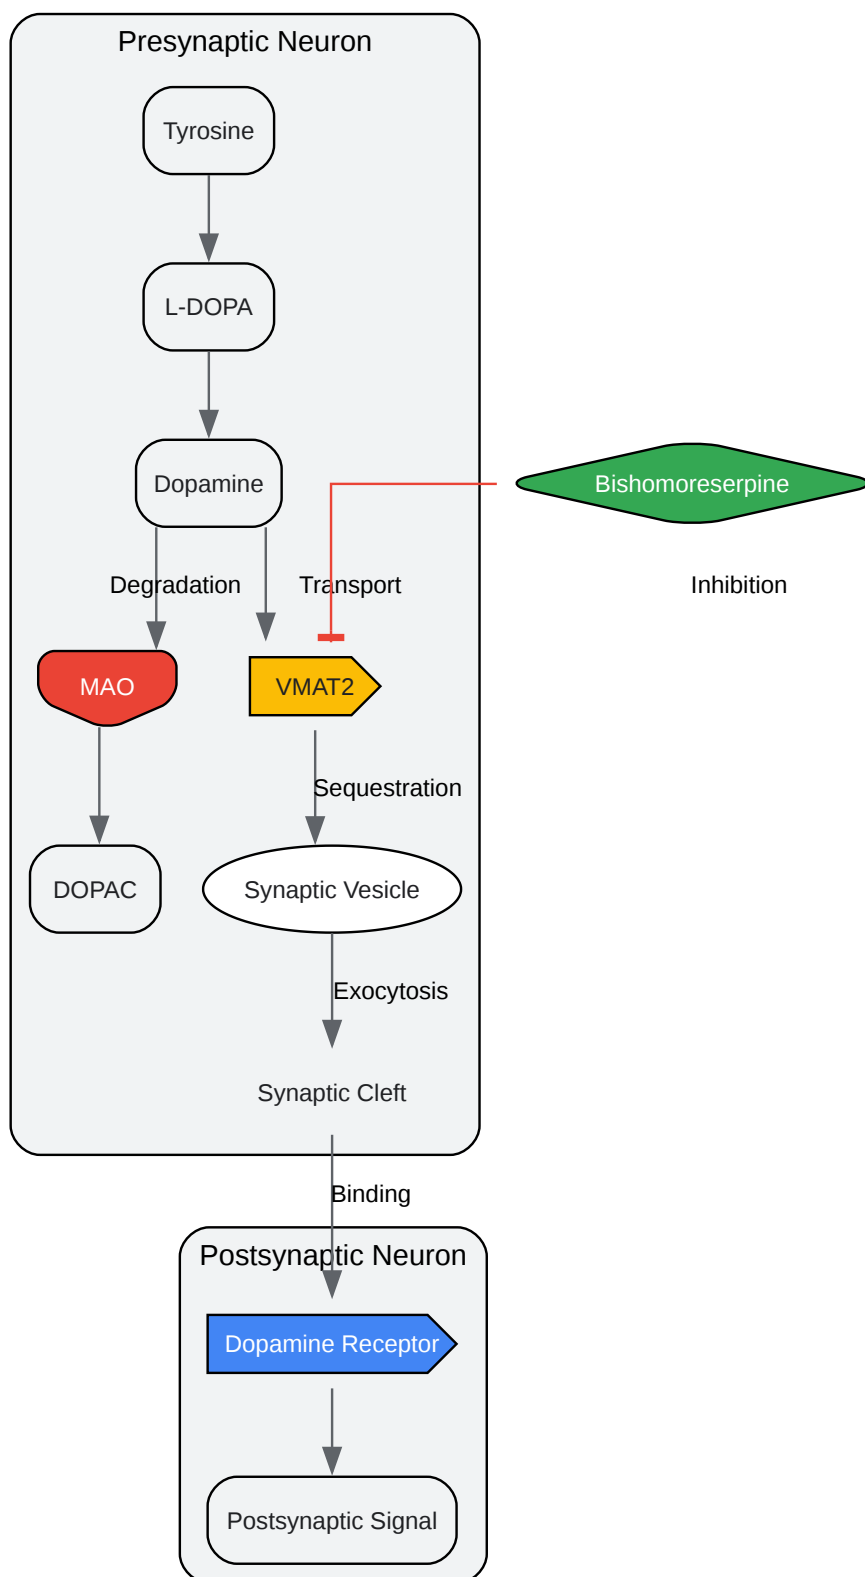 Presynaptic Neuron
Tyrosine
L-DOPA
Dopamine
Bishomoreserpine
Degradation
Transport
Inhibition
MAO
VMAT2
Sequestration
DOPAC
Synaptic Vesicle
Exocytosis
Synaptic Cleft
Binding
Postsynaptic Neuron
Dopamine Receptor
Postsynaptic Signal